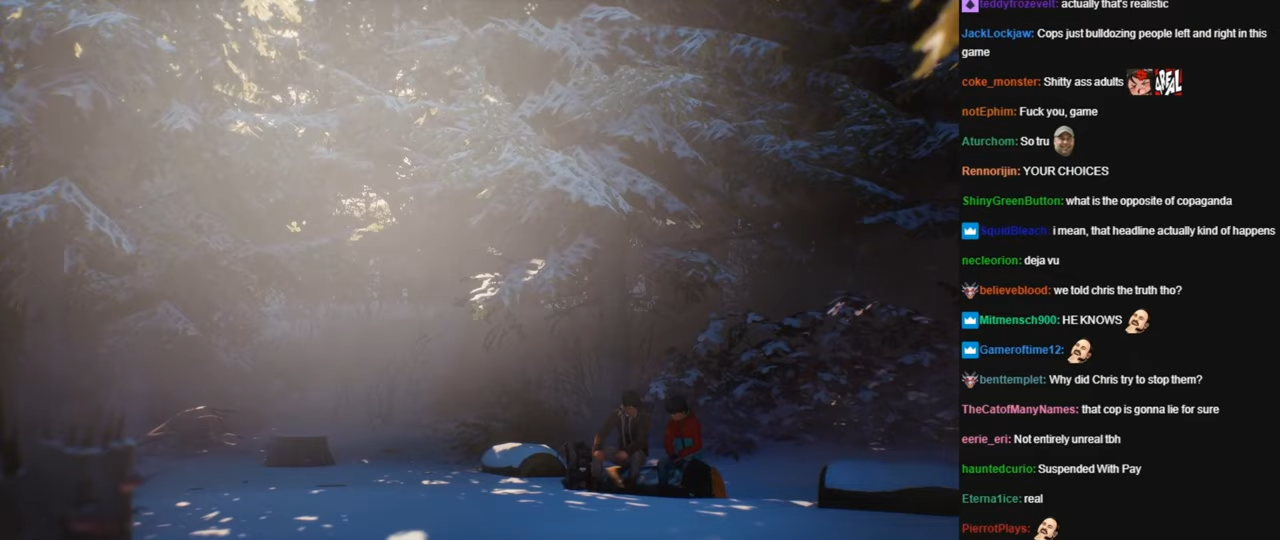 teddyfrozevelt: actually that's realistic
JackLockjaw: Cops just bulldozing people left and right in this
game
coke_monster: Shitty ass adults
notEphim: Fuck you, game
Aturchom: So tru
Rennorijin: YOUR CHOICES
ShinyGreenButton: what is the opposite of copaganda
SquidBleach: i mean, that headline actually kind of happens
necleorion: deja vu
believeblood: we told chris the truth tho?
Mitmensch900: HE KNOWS
Gameroftime12:
benttemplet: Why did Chris try to stop them?
TheCatofManyNames: that cop is gonna lie for sure
eerie_eri: Not entirely unreal tbh
hauntedcurio: Suspended With Pay
Eterna1ice: real
PierrotPlays: